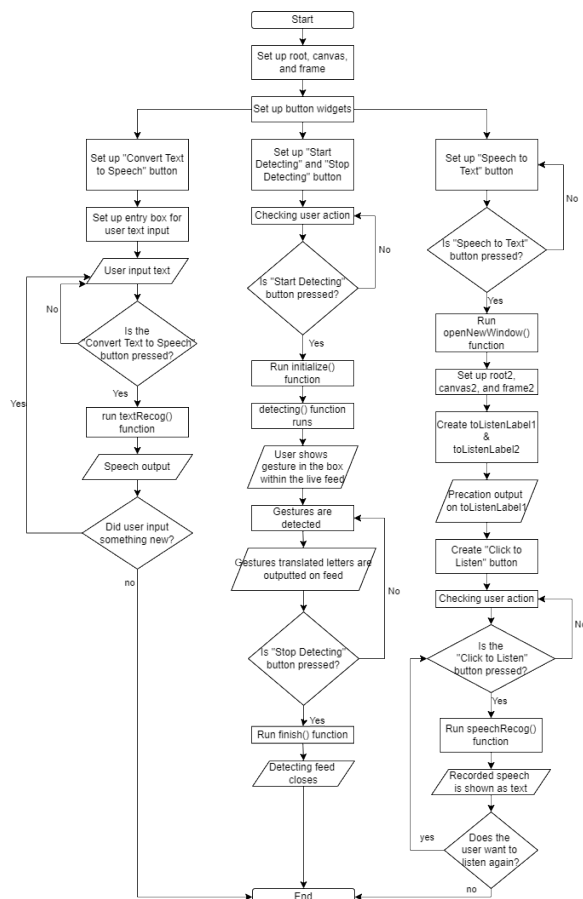 Start
Set up root, canvas,
and frame
Set up button widgets
Set up "Convert Text
to Speech" button
Set up entry box for
user text input
User input text
No
Is the
"Convert Text to Speech"
button pressed?
Yes
Yes
run textRecog()
function
Speech output
Did user input
something new?
no
Set up "Start
Detecting" and "Stop
Detecting" button
Checking user action
No
Is "Start Detecting"
button pressed?
Yes
Run initialize()
function
detecting() function
runs
User shows
gesture in the box
within the live feed
Gestures are
detected
Gestures translated letters are
outputted on feed
No
Is "Stop Detecting"
button pressed?
Yes
Run finish() function
Detecting feed
closes
Set up "Speech to
Text" button
No
Is "Speech to Text"
button pressed?
Yes
Run
openNewWindow()
function
Set up root2,
canvas2, and frame2
Create toListenLabel1
&
toListenLabel2
Precation output
on toListenLabel1
Create "Click to
Listen" button
Checking user action
No
Is the
"Click to Listen"
button pressed?
Yes
Run speechRecog()
function
Recorded speech
is shown as text
yes
Does the
user want to
listen again?
no
End